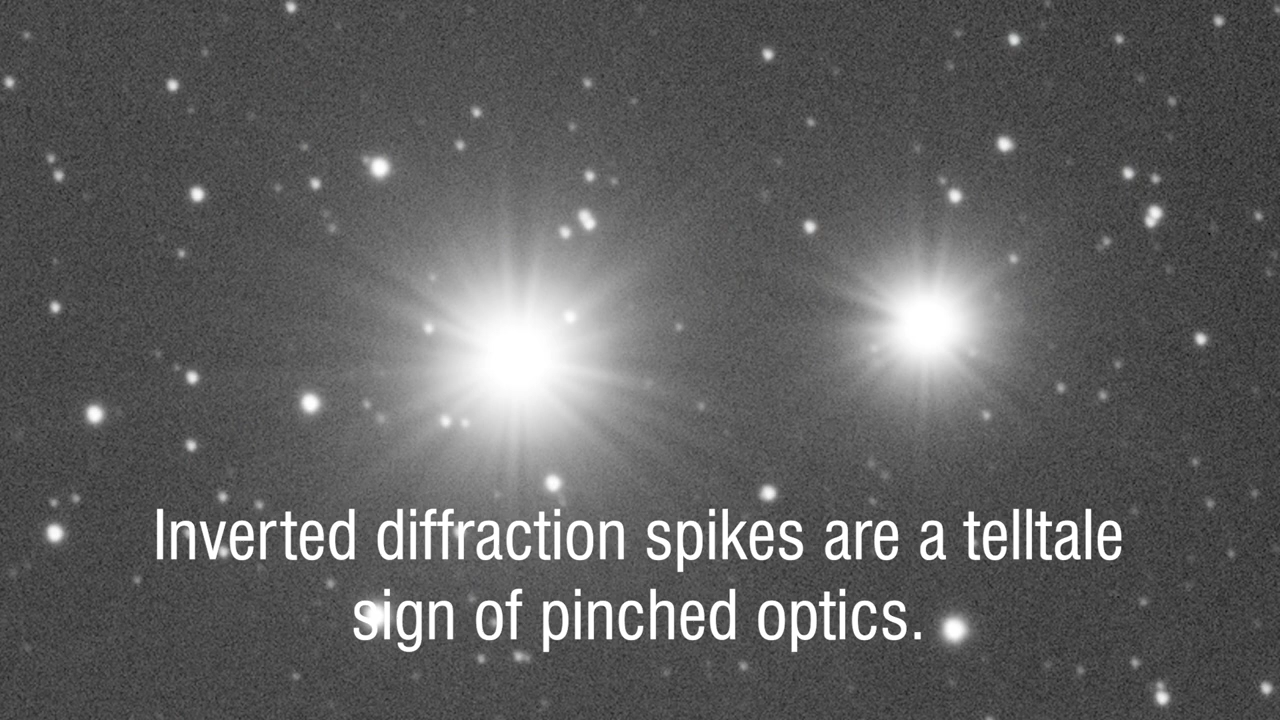 Inverted diffraction spikes are a telltale
sign of pinched optics.